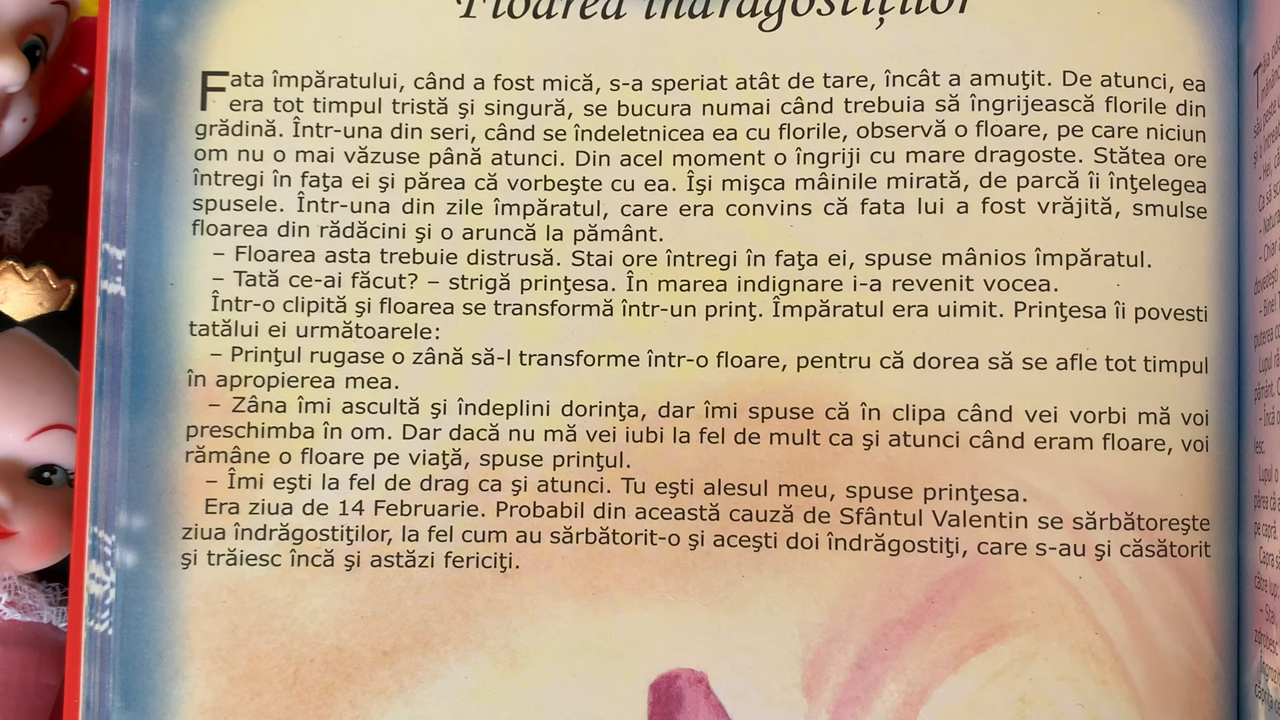 Floarea îndrăgostiţilor
Fata împăratului, când a fost mică, s-a speriat atât de tare, încât a amuţit. De atunci, ea
era tot timpul tristă şi singură, se bucura numai când trebuia să îngrijească florile din
grădină. Într-una din seri, când se îndeletnicea ea cu florile, observă o floare, pe care niciun
om nu o mai văzuse până atunci. Din acel moment o îngriji cu mare dragoste. Stătea ore
întregi în faţa ei şi părea că vorbeşte cu ea. Îşi mişca mâinile mirată, de parcă îi înţelegea
spusele. Într-una din zile împăratul, care era convins că fata lui a fost vrăjită, smulse
floarea din rădăcini şi o aruncă la pământ.
– Floarea asta trebuie distrusă. Stai ore întregi în faţa ei, spuse mânios împăratul.
– Tată ce-ai făcut? – strigă prinţesa. În marea indignare i-a revenit vocea.
Într-o clipită şi floarea se transformă într-un prinţ. Împăratul era uimit. Prinţesa îi povesti
tatălui ei următoarele:
– Prinţul rugase o zână să-l transforme într-o floare, pentru că dorea să se afle tot timpul
în apropierea mea.
– Zâna îmi ascultă şi îndeplini dorinţa, dar îmi spuse că în clipa când vei vorbi mă voi
preschimba în om. Dar dacă nu mă vei iubi la fel de mult ca şi atunci când eram floare, voi
rămâne o floare pe viaţă, spuse prinţul.
– Îmi eşti la fel de drag ca şi atunci. Tu eşti alesul meu, spuse prinţesa.
Era ziua de 14 Februarie. Probabil din această cauză de Sfântul Valentin se sărbătoreşte
ziua îndrăgostiţilor, la fel cum au sărbătorit-o şi aceşti doi îndrăgostiţi, care s-au şi căsătorit
şi trăiesc încă şi astăzi fericiţi.